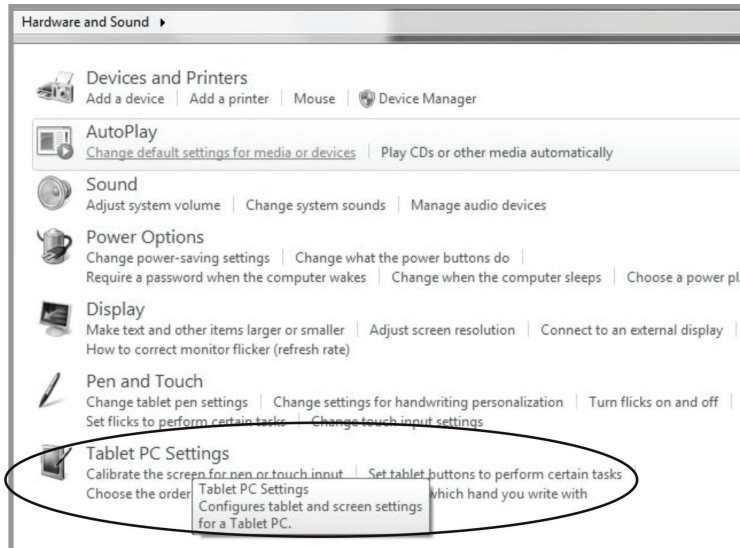 Hardware and Sound
Devices and Printers
Add a device | Add a printer | Mouse | Device Manager
AutoPlay
Change default settings for media or devices | Play CDs or other media automatically
Sound
Adjust system volume | Change system sounds | Manage audio devices
Power Options
Change power-saving settings | Change what the power buttons do |
Require a password when the computer wakes | Change when the computer sleeps | Choose a power pl
Display
Make text and other items larger or smaller | Adjust screen resolution | Connect to an external display |
How to correct monitor flicker (refresh rate)
Pen and Touch
Change tablet pen settings | Change settings for handwriting personalization | Turn flicks on and off |
Set flicks to perform certain tasks | Change touch input settings
Tablet PC Settings
Calibrate the screen for pen or touch input | Set tablet buttons to perform certain tasks
Choose the order which hand you write with
Tablet PC Settings
Configures tablet and screen settings
for a Tablet PC.